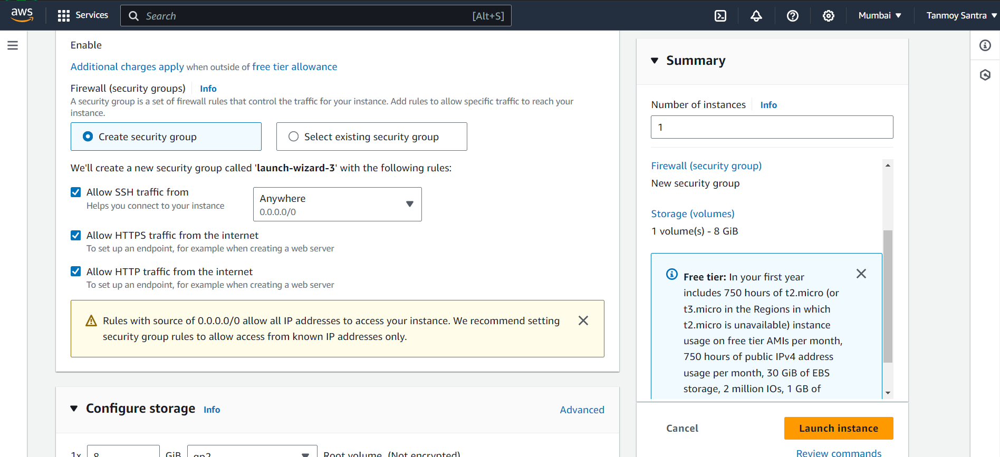 aws
Services
Search [Alt+S]
Mumbai
Tanmoy Santra
Enable
Additional charges apply when outside of free tier allowance
Firewall (security groups) Info
A security group is a set of firewall rules that control the traffic for your instance. Add rules to allow specific traffic to reach your
instance.
Create security group
Select existing security group
We'll create a new security group called 'launch-wizard-3' with the following rules:
Allow SSH traffic from
Helps you connect to your instance
Anywhere
0.0.0.0/0
Allow HTTPS traffic from the internet
To set up an endpoint, for example when creating a web server
Allow HTTP traffic from the internet
To set up an endpoint, for example when creating a web server
Rules with source of 0.0.0.0/0 allow all IP addresses to access your instance. We recommend setting
security group rules to allow access from known IP addresses only.
Configure storage Info
Advanced
1x 8 GiB gp2 Root volume (Not encrypted)
Summary
Number of instances Info
1
Firewall (security group)
New security group
Storage (volumes)
1 volume(s) - 8 GiB
Free tier: In your first year
includes 750 hours of t2.micro (or
t3.micro in the Regions in which
t2.micro is unavailable) instance
usage on free tier AMIs per month,
750 hours of public IPv4 address
usage per month, 30 GiB of EBS
storage, 2 million IOs, 1 GB of
Cancel
Launch instance
Review commands